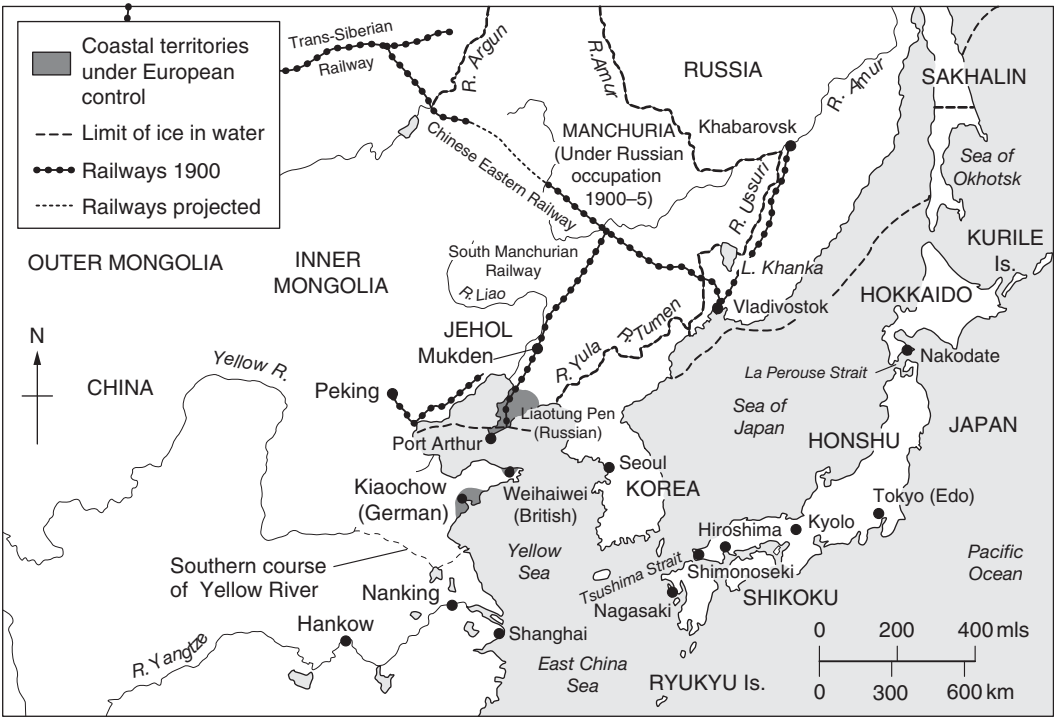 Coastal territories
under European
control
Limit of ice in water
Railways 1900
Railways projected
Trans-Siberian
Railway
R. Argun
R.Amur
RUSSIA
R. Amur
SAKHALIN
Chinese Eastern Railway
MANCHURIA
(Under Russian
occupation
1900–5)
Khabarovsk
Sea of
Okhotsk
R. Ussuri
KURILE
Is.
OUTER MONGOLIA
INNER
MONGOLIA
South Manchurian
Railway
R.Liao
L. Khanka
HOKKAIDO
Vladivostok
N
JEHOL
Mukden
R. Yula
R. Tumen
Nakodate
La Perouse Strait
Yellow R.
CHINA
Peking
Liaotung Pen
(Russian)
Port Arthur
Sea of
Japan
JAPAN
HONSHU
Seoul
KOREA
Kiaochow
(German)
Weihaiwei
(British)
Tokyo (Edo)
Kyolo
Hiroshima
Yellow
Sea
Pacific
Ocean
Southern course
of Yellow River
Tsushima Strait
Shimonoseki
Nagasaki
SHIKOKU
Nanking
Hankow
Shanghai
R.Yangtze
East China
Sea
RYUKYU Is.
0 200 400 mls
0 300 600 km